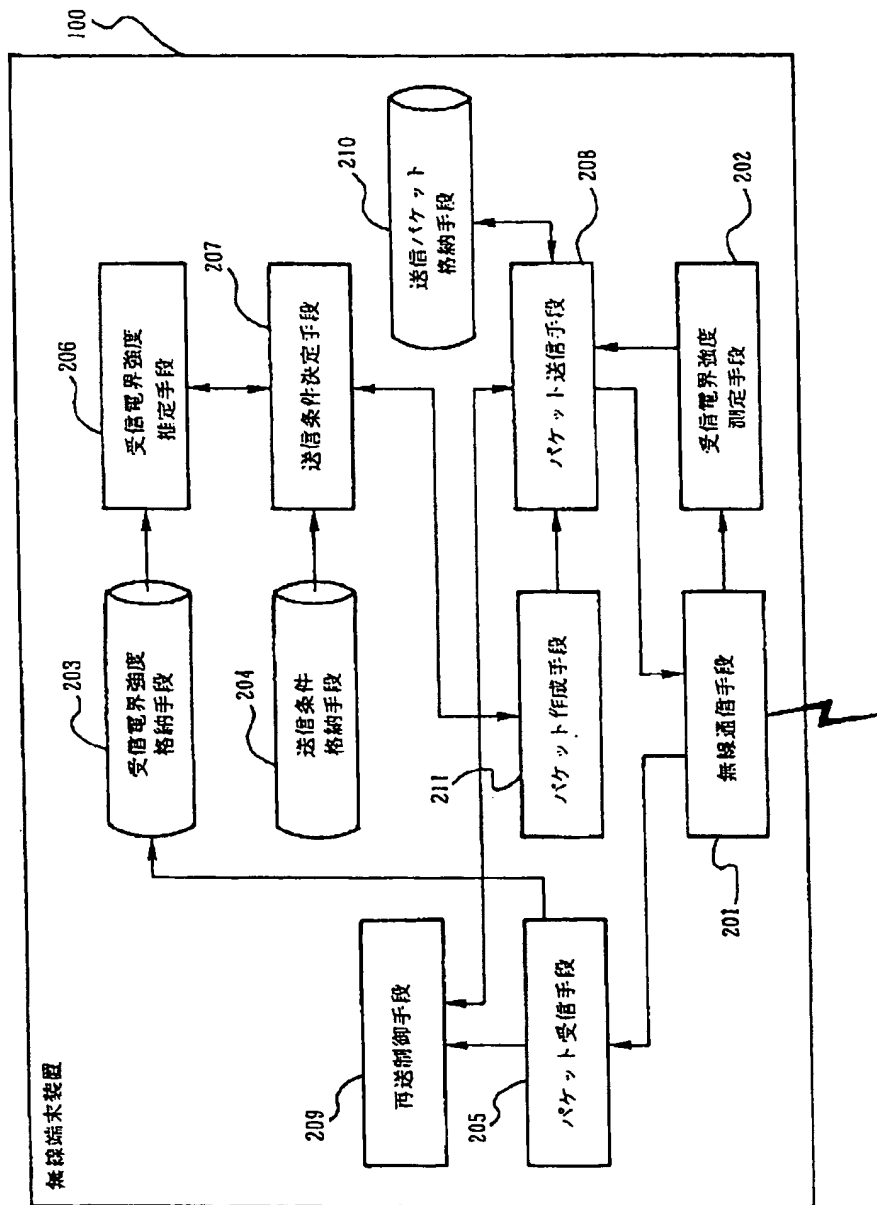 無線端末装置
100
再送制御手段
209
パケット受信手段
205
受信電界強度
格納手段
203
送信条件
格納手段
204
パケット作成手段
211
無線通信手段
201
受信電界強度
推定手段
206
送信条件決定手段
207
送信パケット
格納手段
210
パケット送信手段
208
受信電界強度
測定手段
202